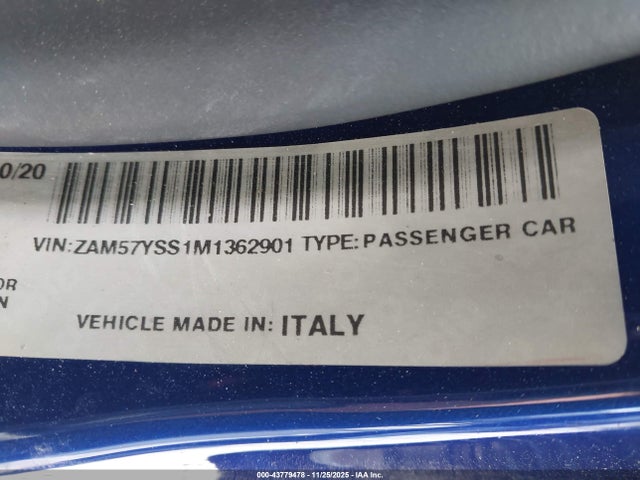 0/20
VIN:ZAM57YSS1M1362901 TYPE:PASSENGER CAR
OR
N
VEHICLE MADE IN: ITALY
000-43779478 - 11/25/2025 - IAA Inc.